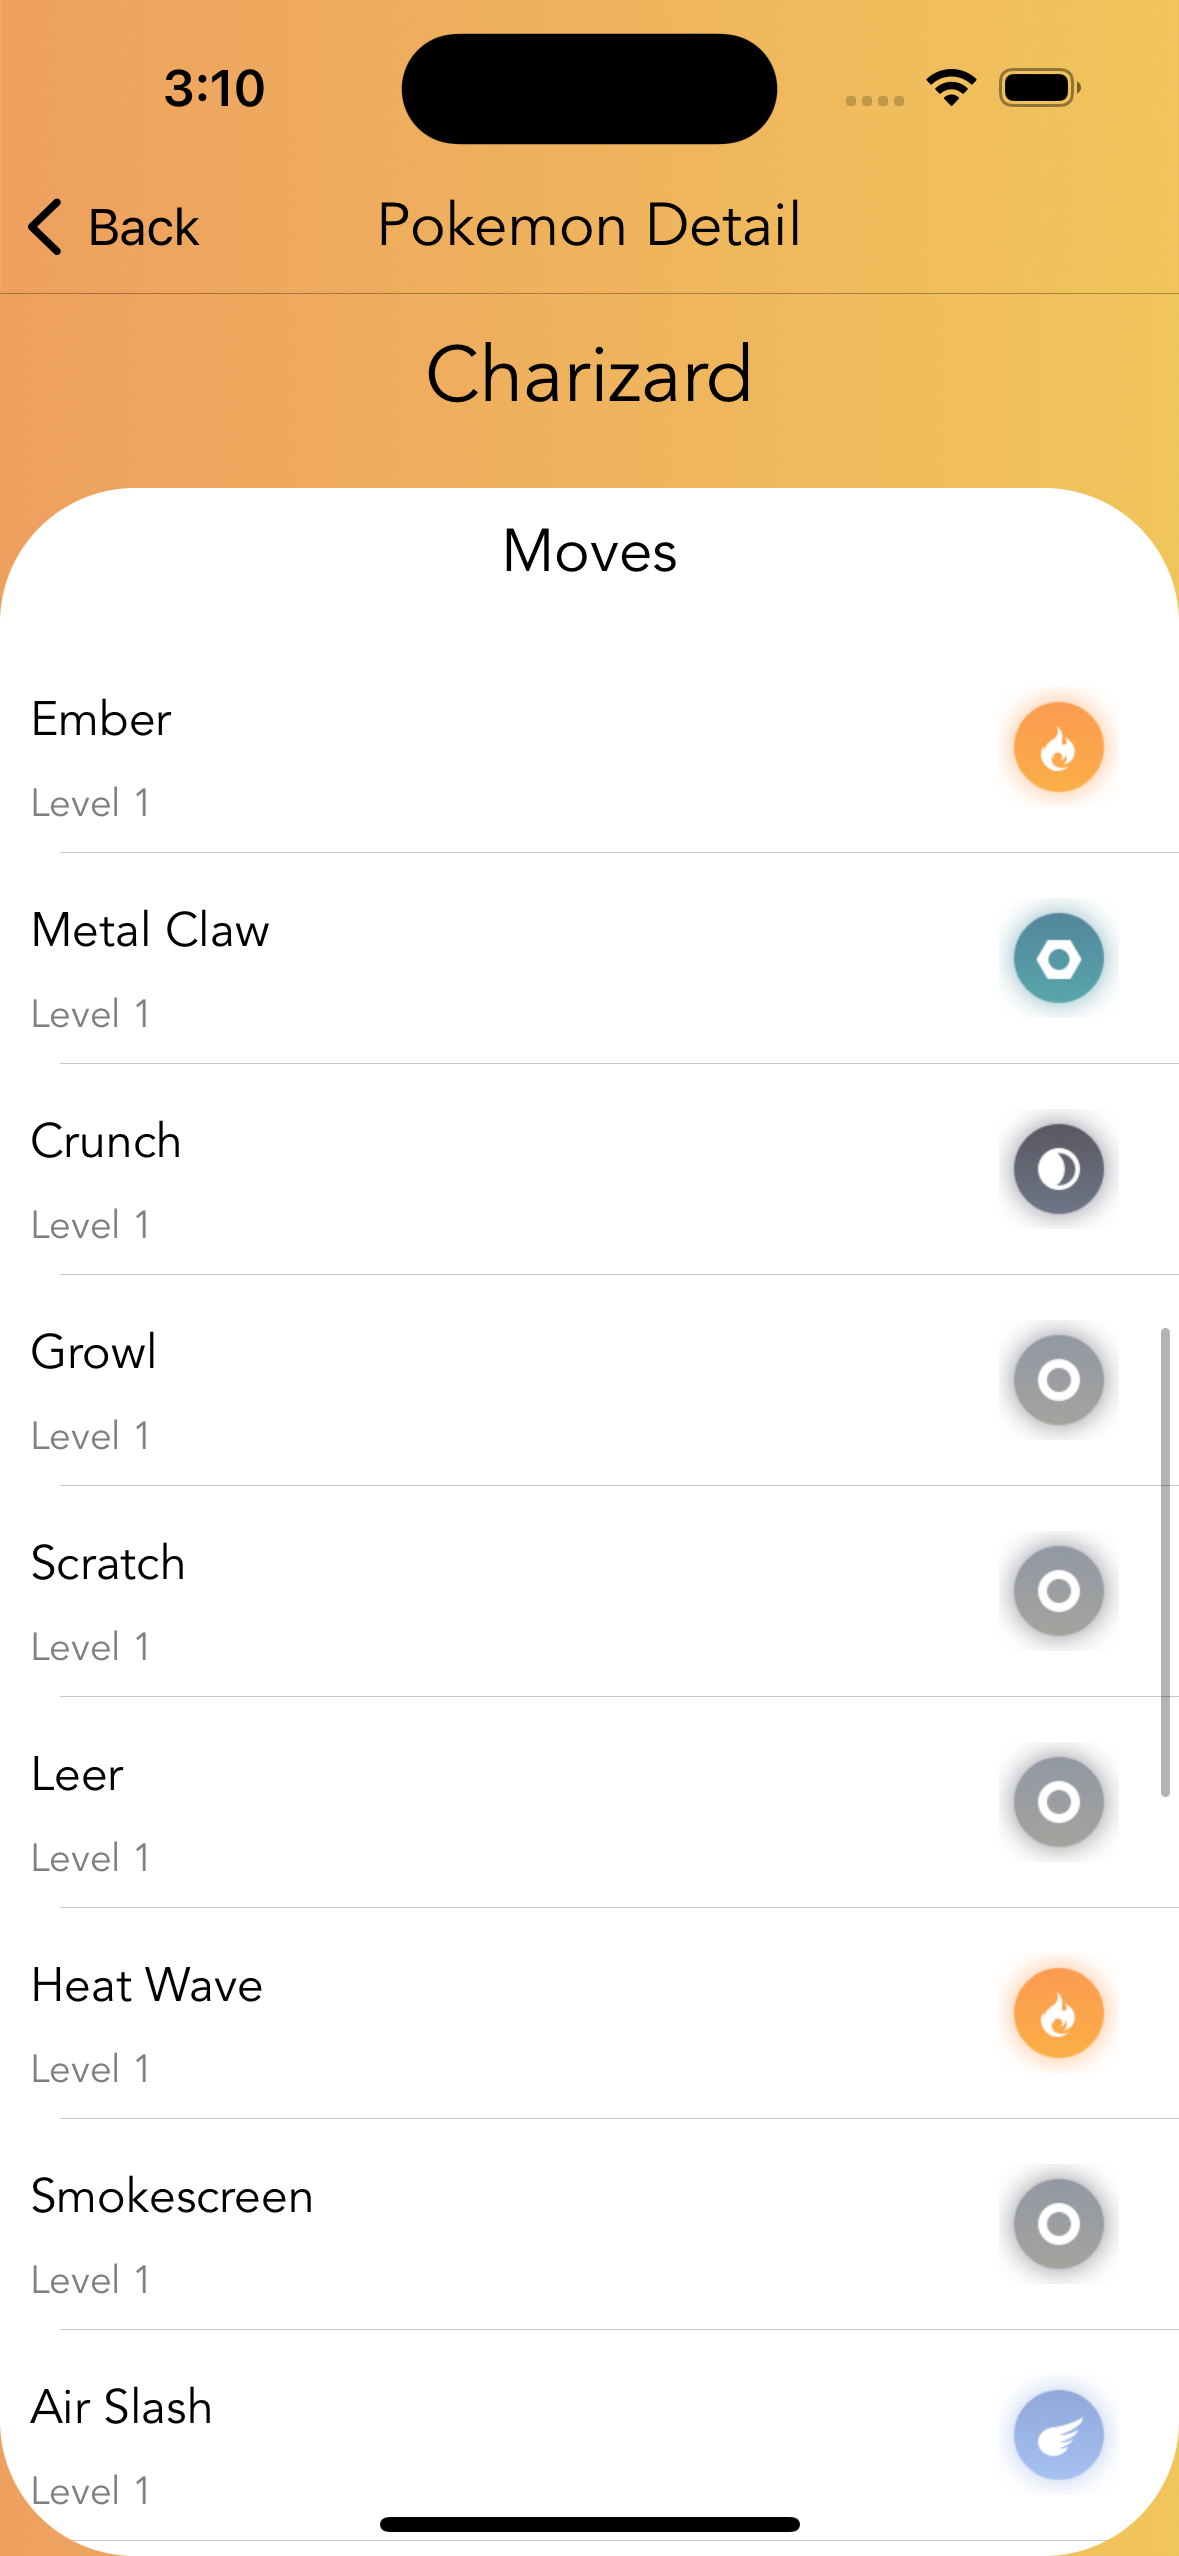 3:10
Back
Pokemon Detail
Charizard
Moves
Ember
Level 1
Metal Claw
Level 1
Crunch
Level 1
Growl
Level 1
Scratch
Level 1
Leer
Level 1
Heat Wave
Level 1
Smokescreen
Level 1
Air Slash
Level 1